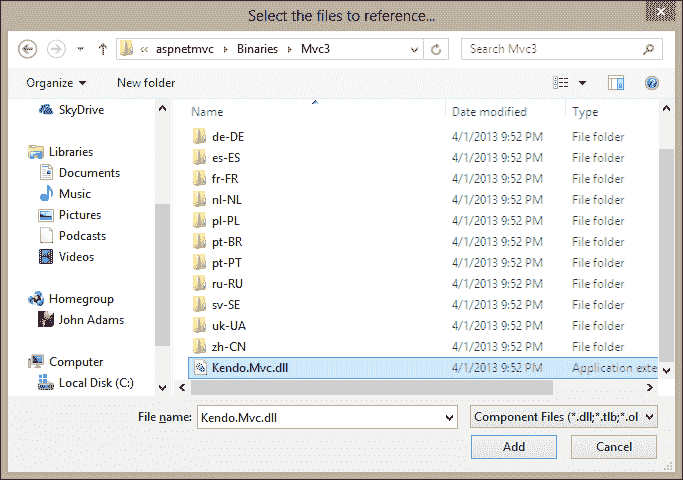 Select the files to reference...
« aspnetmvc Binaries Mvc3
Search Mvc3
Organize New folder
SkyDrive
Libraries
Documents
Music
Pictures
Podcasts
Videos
Homegroup
John Adams
Computer
Local Disk (C:)
Name Date modified Type
de-DE 4/1/2013 9:52 PM File folder
es-ES 4/1/2013 9:52 PM File folder
fr-FR 4/1/2013 9:52 PM File folder
nl-NL 4/1/2013 9:52 PM File folder
pl-PL 4/1/2013 9:52 PM File folder
pt-BR 4/1/2013 9:52 PM File folder
pt-PT 4/1/2013 9:52 PM File folder
ru-RU 4/1/2013 9:52 PM File folder
sv-SE 4/1/2013 9:52 PM File folder
uk-UA 4/1/2013 9:52 PM File folder
zh-CN 4/1/2013 9:52 PM File folder
Kendo.Mvc.dll 4/1/2013 9:52 PM Application exte
File name: Kendo.Mvc.dll Component Files (*.dll;*.tlb;*.ol
Add Cancel